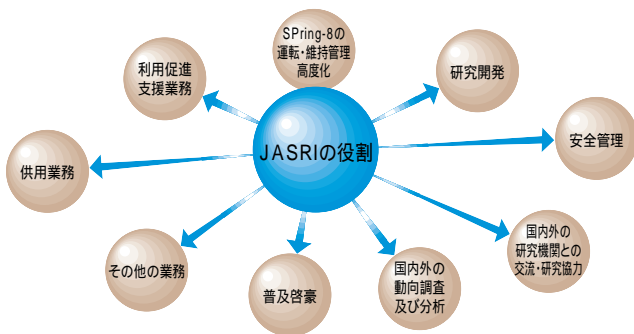 SPring-8の
運転・維持管理
高度化
利用促進
支援業務
研究開発
JASRIの役割
安全管理
供用業務
国内外の
研究機関との
交流・研究協力
その他の業務
国内外の
動向調査
及び分析
普及啓豪